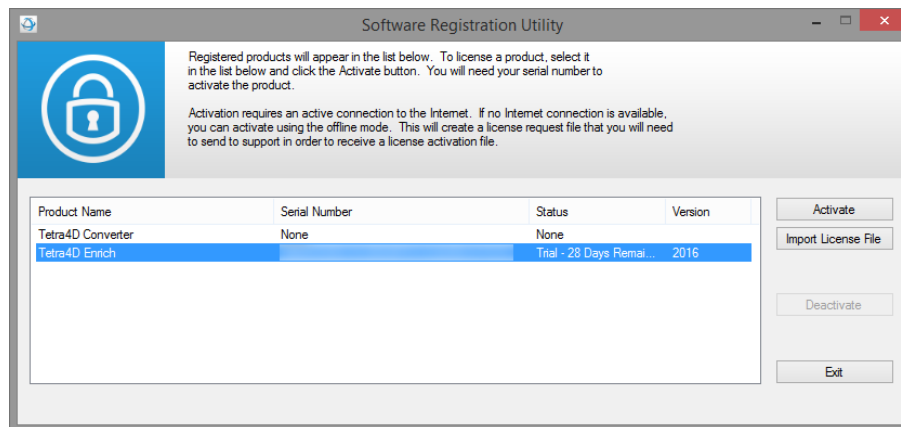 Software Registration Utility
Registered products will appear in the list below. To license a product, select it
in the list below and click the Activate button. You will need your serial number to
activate the product.
Activation requires an active connection to the Internet. If no Internet connection is available,
you can activate using the offline mode. This will create a license request file that you will need
to send to support in order to receive a license activation file.
Product Name Serial Number Status Version
Tetra4D Converter None None
Tetra4D Enrich Trial - 28 Days Remai... 2016
Activate
Import License File
Deactivate
Exit